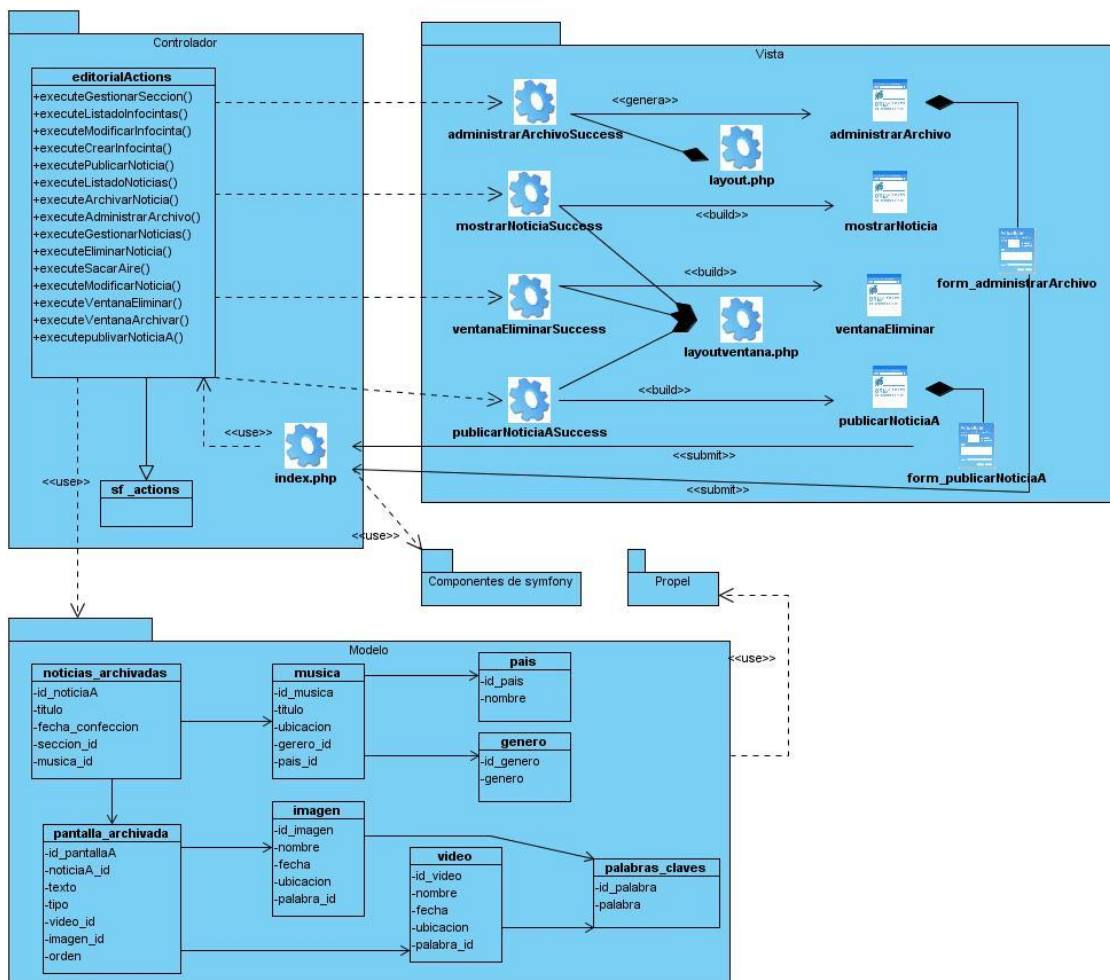 Controlador
editorialActions
+executeGestionarSeccion()
+executeListadoInfocintas()
+executeModificarInfocinta()
+executeCrearInfocinta()
+executePublicarNoticia()
+executeListadoNoticias()
+executeArchivarNoticia()
+executeAdministrarArchivo()
+executeGestionarNoticias()
+executeEliminarNoticia()
+executeSacarAire()
+executeModificarNoticia()
+executeVentanaEliminar()
+executeVentanaArchivar()
+executepublivarNoticiaA()
<<use>>
index.php
<<use>>
sf _actions
<<use>>
Vista
<<genera>>
administrarArchivoSuccess
administrarArchivo
layout.php
<<build>>
mostrarNoticiaSuccess
mostrarNoticia
form_administrarArchivo
<<build>>
ventanaEliminarSuccess
ventanaEliminar
layoutventana.php
<<build>>
publicarNoticiaASuccess
publicarNoticiaA
<<submit>>
form_publicarNoticiaA
<<submit>>
Componentes de symfony
Propel
<<use>>
Modelo
noticias_archivadas
-id_noticiaA
-titulo
-fecha_confeccion
-seccion_id
-musica_id
musica
-id_musica
-titulo
-ubicacion
-gerero_id
-pais_id
pais
-id_pais
-nombre
genero
-id_genero
-genero
pantalla_archivada
-id_pantallaA
-noticiaA_id
-texto
-tipo
-video_id
-imagen_id
-orden
imagen
-id_imagen
-nombre
-fecha
-ubicacion
-palabra_id
video
-id_video
-nombre
-fecha
-ubicacion
-palabra_id
palabras_claves
-id_palabra
-palabra